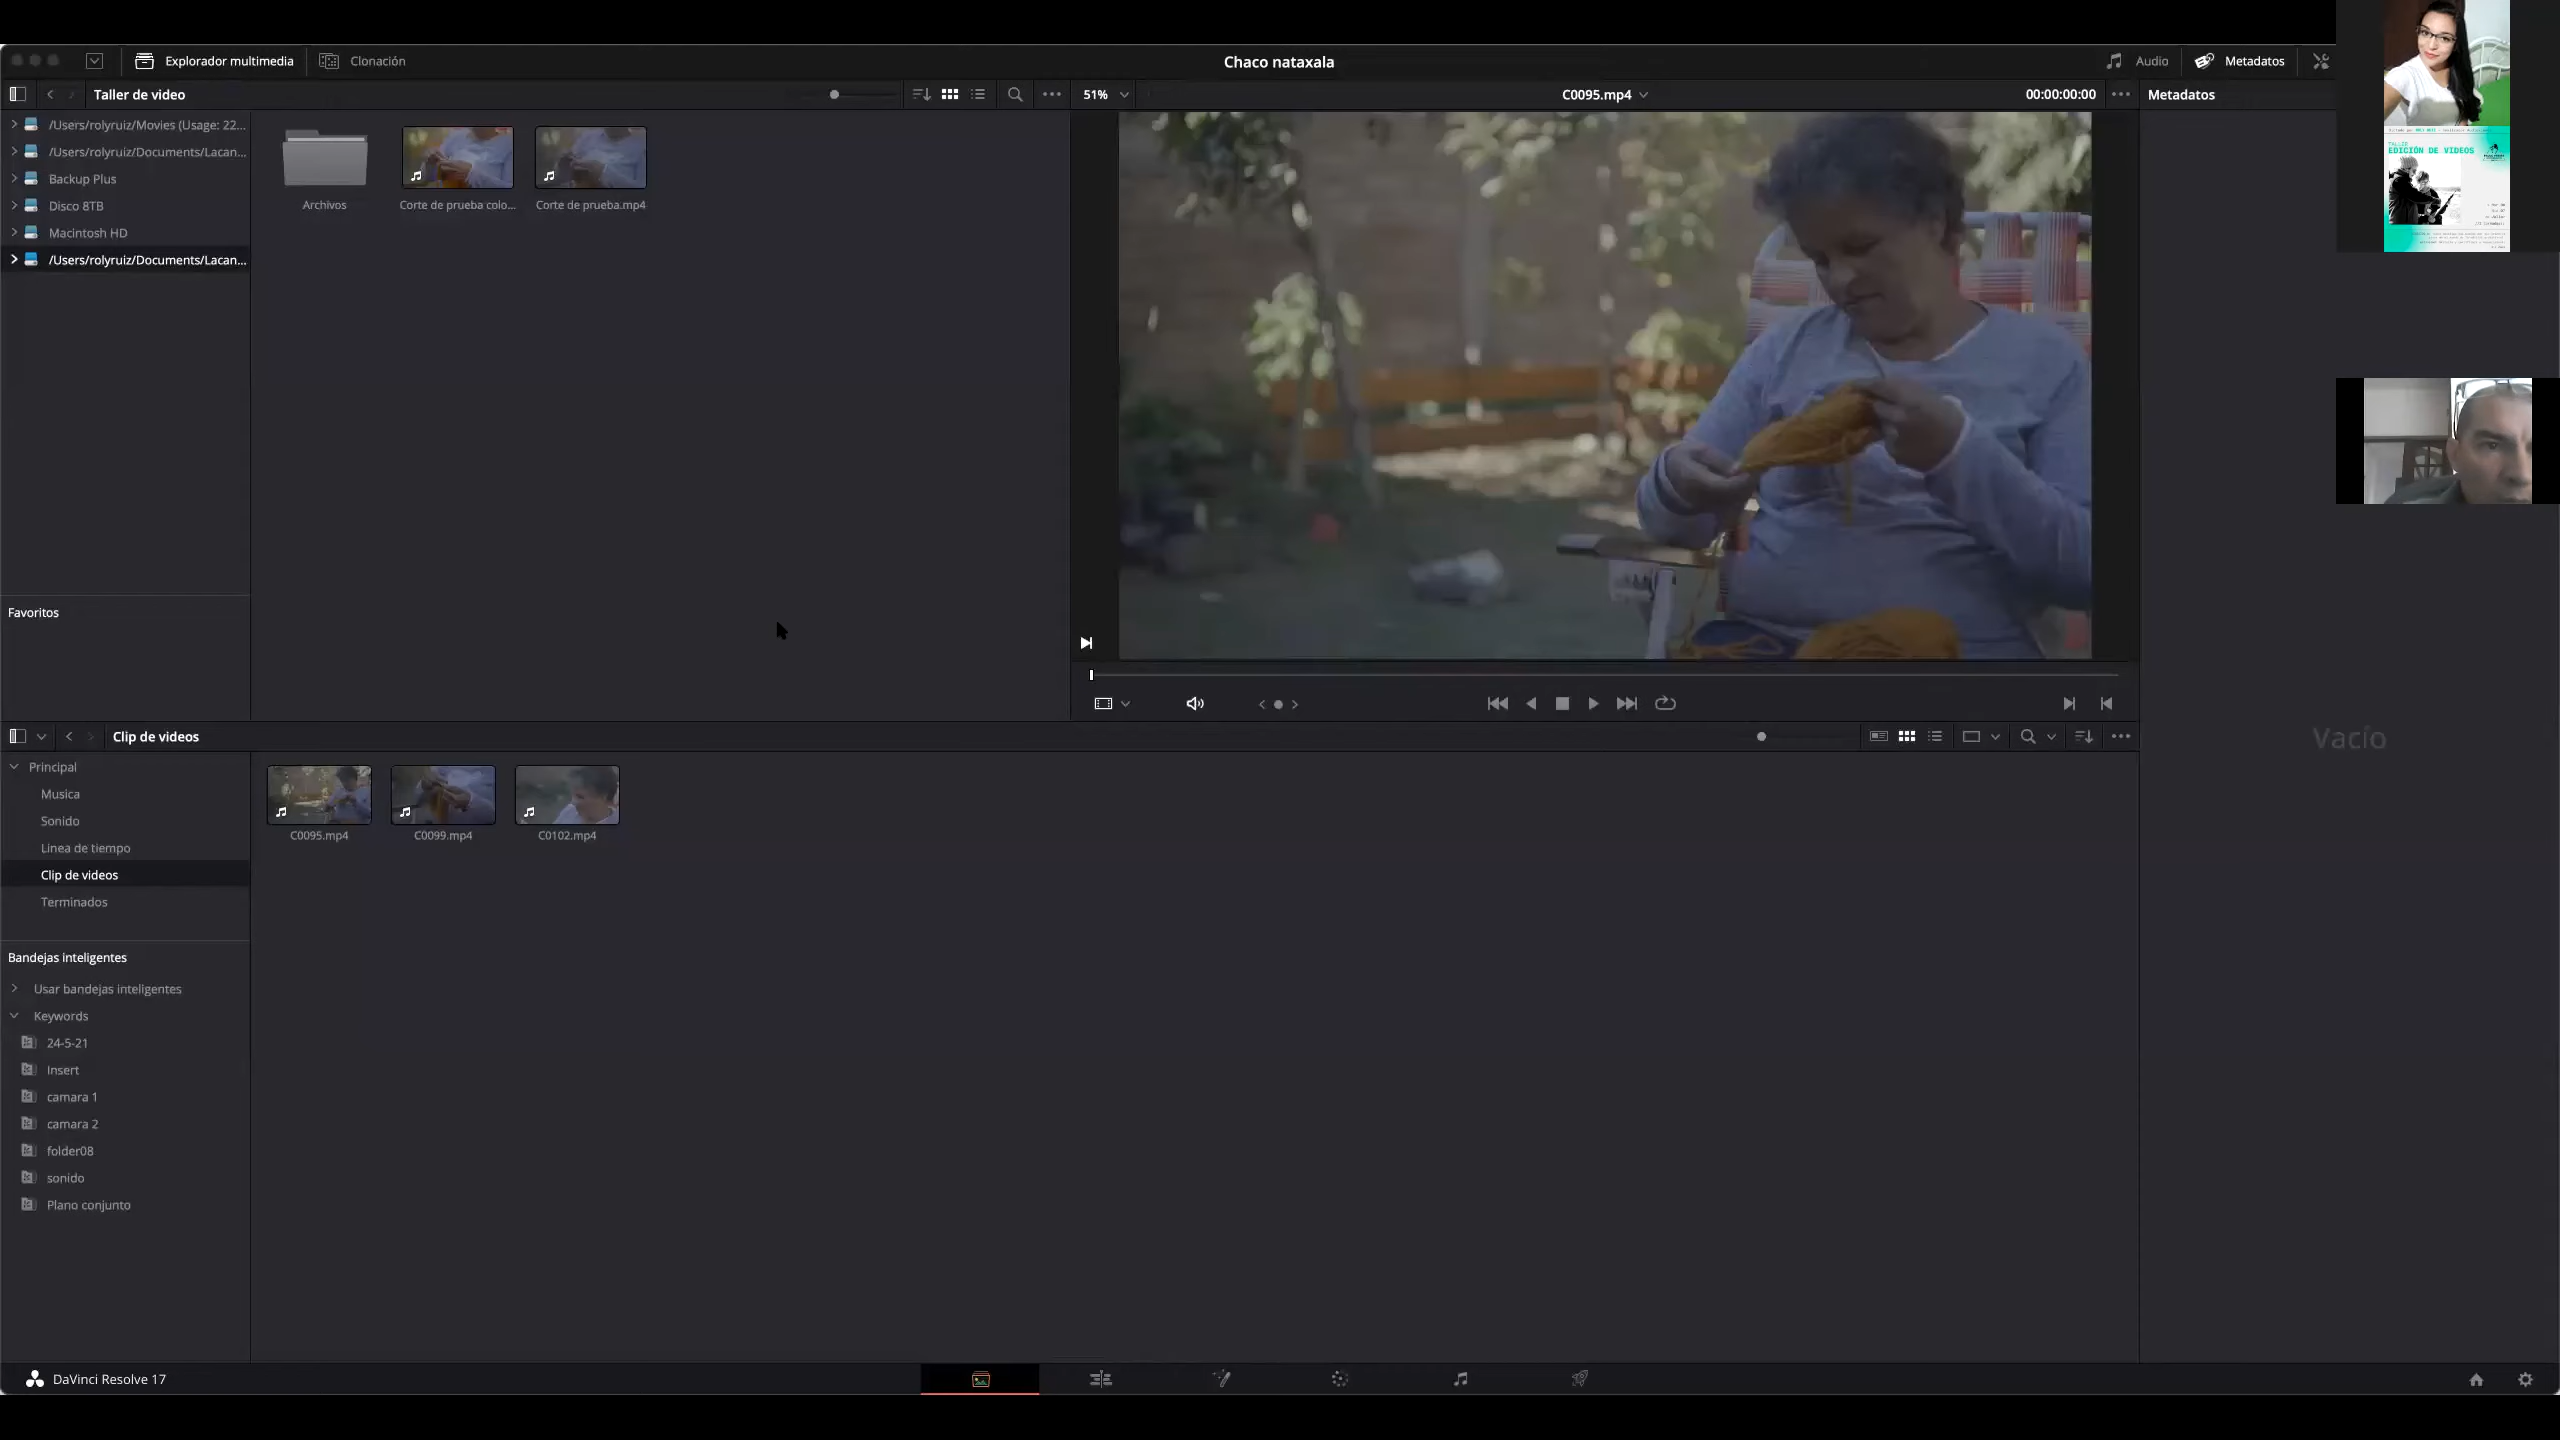 Explorador multimedia
Clonación
Chaco nataxala
Audio
Metadatos
Taller de video
51%
C0095.mp4
00:00:00:00
Metadatos
/Users/rolyruiz/Movies (Usage: 22...
/Users/rolyruiz/Documents/Lacan...
Backup Plus
Disco 8TB
Macintosh HD
/Users/rolyruiz/Documents/Lacan...
Archivos
Corte de prueba colo...
Corte de prueba.mp4
TALLER
EDICIÓN DE VIDEOS
Favoritos
Clip de videos
Vacío
Principal
Musica
Sonido
Linea de tiempo
Clip de videos
Terminados
C0095.mp4
C0099.mp4
C0102.mp4
Bandejas inteligentes
Usar bandejas inteligentes
Keywords
24-5-21
Insert
camara 1
camara 2
folder08
sonido
Plano conjunto
DaVinci Resolve 17